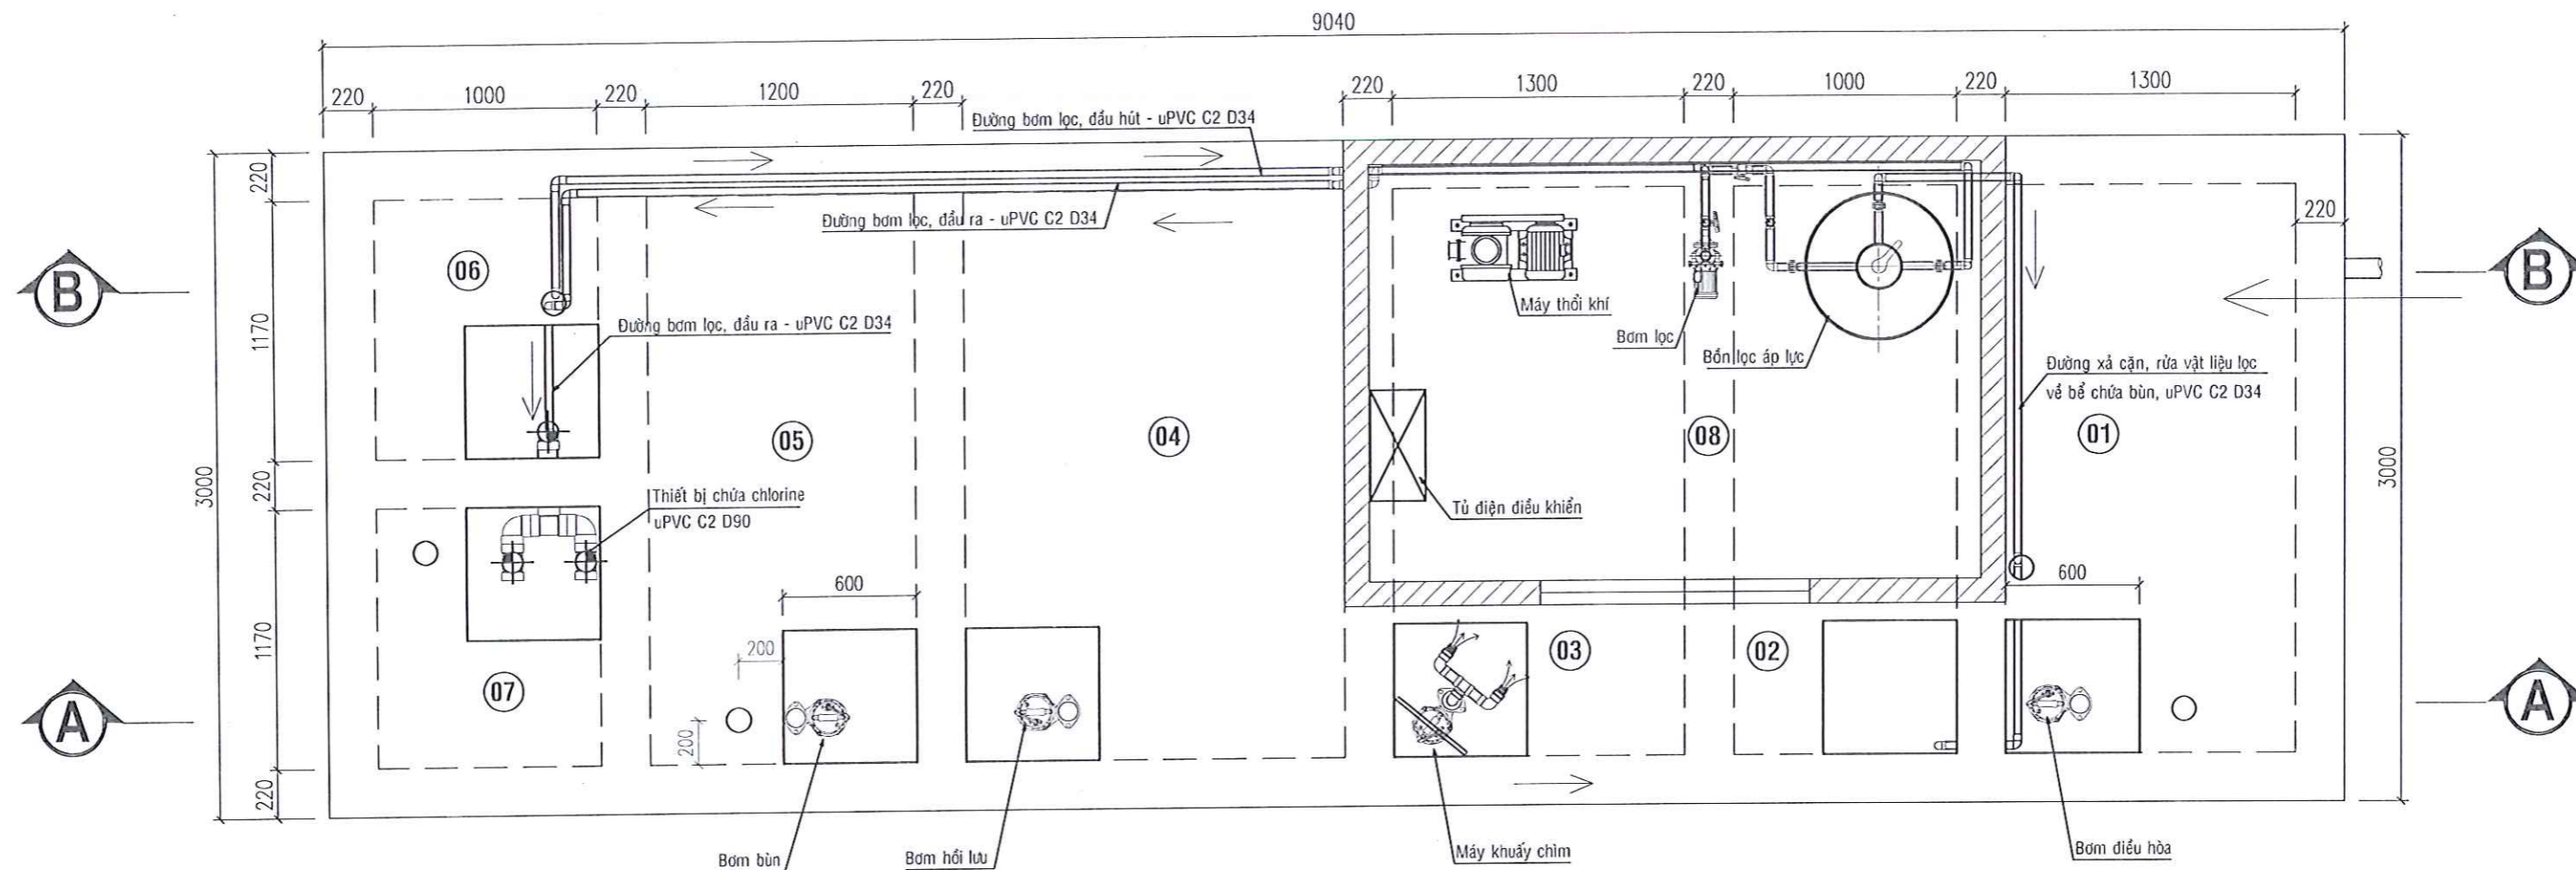 9040
220
1000
220
1200
220
220
1300
220
1000
220
1300
Đường bơm lọc, đầu hút - uPVC C2 D34
Đường bơm lọc, đầu ra - uPVC C2 D34
220
1170
220
1170
220
3000
220
3000
B
B
06
Đường bơm lọc, đầu ra - uPVC C2 D34
Máy thổi khí
Bơm lọc
Bồn lọc áp lực
Đường xả cặn, rửa vật liệu lọc
về bể chứa bùn, uPVC C2 D34
05
04
08
01
Thiết bị chứa chlorine
uPVC C2 D90
Tủ điện điều khiển
600
600
200
200
07
03
02
A
A
Bơm bùn
Bơm hồi lưu
Máy khuấy chìm
Bơm điều hòa